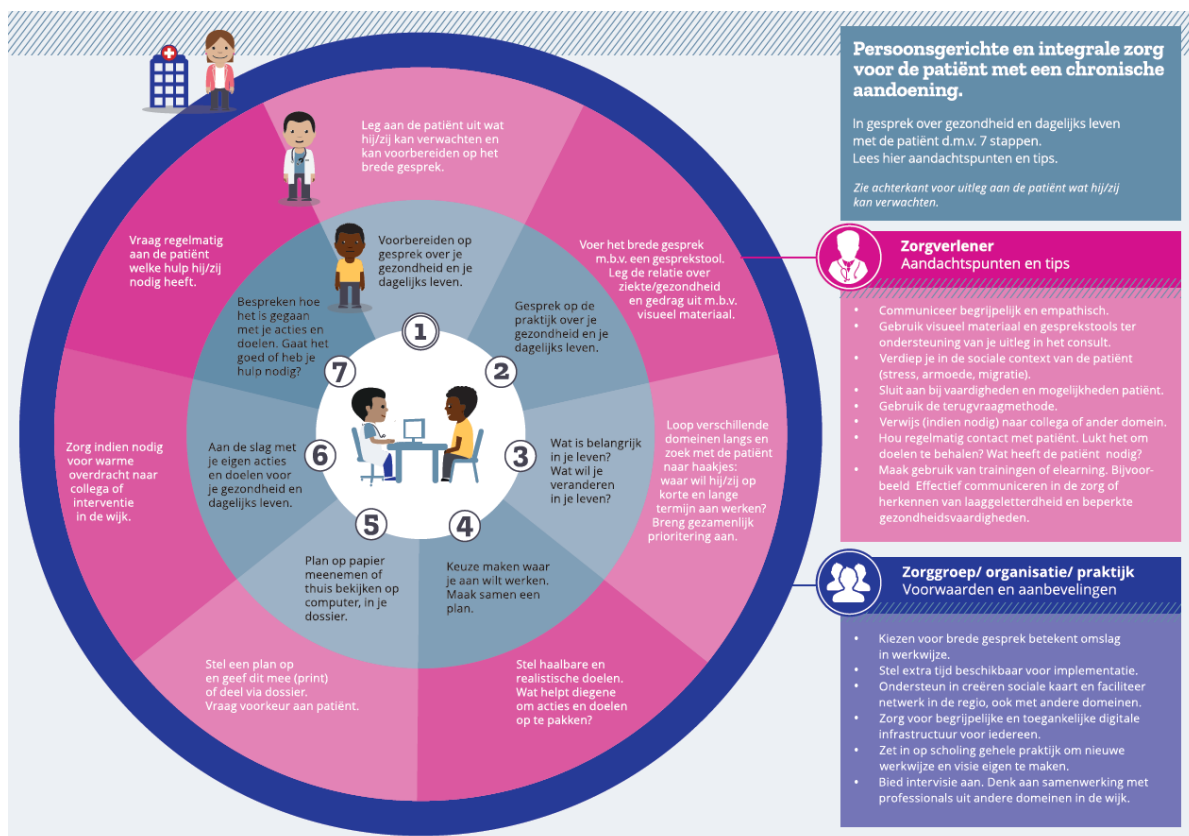 Persoonsgerichte en integrale zorg
voor de patiënt met een chronische
aandoening.
In gesprek over gezondheid en dagelijks leven
met de patiënt d.m.v. 7 stappen.
Lees hier aandachtspunten en tips.
Zie achterkant voor uitleg aan de patiënt wat hij/zij
kan verwachten.
Leg aan de patiënt uit wat
hij/zij kan verwachten en
kan voorbereiden op het
brede gesprek.
Voer het brede gesprek
m.b.v. een gesprekstool.
Leg de relatie over
ziekte/gezondheid
en gedrag uit m.b.v.
visueel materiaal.
Loop verschillende
domeinen langs en
zoek met de patiënt
naar haakjes:
waar wil hij/zij op
korte en lange
termijn aan werken?
Breng gezamenlijk
prioritering aan.
Stel haalbare en
realistische doelen.
Wat helpt diegene
om acties en doelen
op te pakken?
Stel een plan op
en geef dit mee (print)
of deel via dossier.
Vraag voorkeur aan patiënt.
Zorg indien nodig
voor warme
overdracht naar
collega of
interventie
in de wijk.
Vraag regelmatig
aan de patiënt
welke hulp hij/zij
nodig heeft.
Voorbereiden op
gesprek over je
gezondheid en je
dagelijks leven.
1
Gesprek op de
praktijk over je
gezondheid en je
dagelijks leven.
2
Wat is belangrijk
in je leven?
Wat wil je
veranderen
in je leven?
3
Keuze maken waar
je aan wilt werken.
Maak samen een
plan.
4
Plan op papier
meenemen of
thuis bekijken op
computer, in je
dossier.
5
Aan de slag met
je eigen acties
en doelen voor
je gezondheid en
dagelijks leven.
6
Bespreken hoe
het is gegaan
met je acties en
doelen. Gaat het
goed of heb je
hulp nodig?
7
Zorgverlener
Aandachtspunten en tips
• Communiceer begrijpelijk en empathisch.
• Gebruik visueel materiaal en gesprekstools ter
ondersteuning van je uitleg in het consult.
• Verdiep je in de sociale context van de patiënt
(stress, armoede, migratie).
• Sluit aan bij vaardigheden en mogelijkheden patiënt.
• Gebruik de terugvraagmethode.
• Verwijs (indien nodig) naar collega of ander domein.
• Hou regelmatig contact met patiënt. Lukt het om
doelen te behalen? Wat heeft de patiënt nodig?
• Maak gebruik van trainingen of elearning. Bijvoor-
beeld Effectief communiceren in de zorg of
herkennen van laaggeletterdheid en beperkte
gezondheidsvaardigheden.
Zorggroep/ organisatie/ praktijk
Voorwaarden en aanbevelingen
• Kiezen voor brede gesprek betekent omslag
in werkwijze.
• Stel extra tijd beschikbaar voor implementatie.
• Ondersteun in creëren sociale kaart en faciliteer
netwerk in de regio, ook met andere domeinen.
• Zorg voor begrijpelijke en toegankelijke digitale
infrastructuur voor iedereen.
• Zet in op scholing gehele praktijk om nieuwe
werkwijze en visie eigen te maken.
• Bied intervisie aan. Denk aan samenwerking met
professionals uit andere domeinen in de wijk.